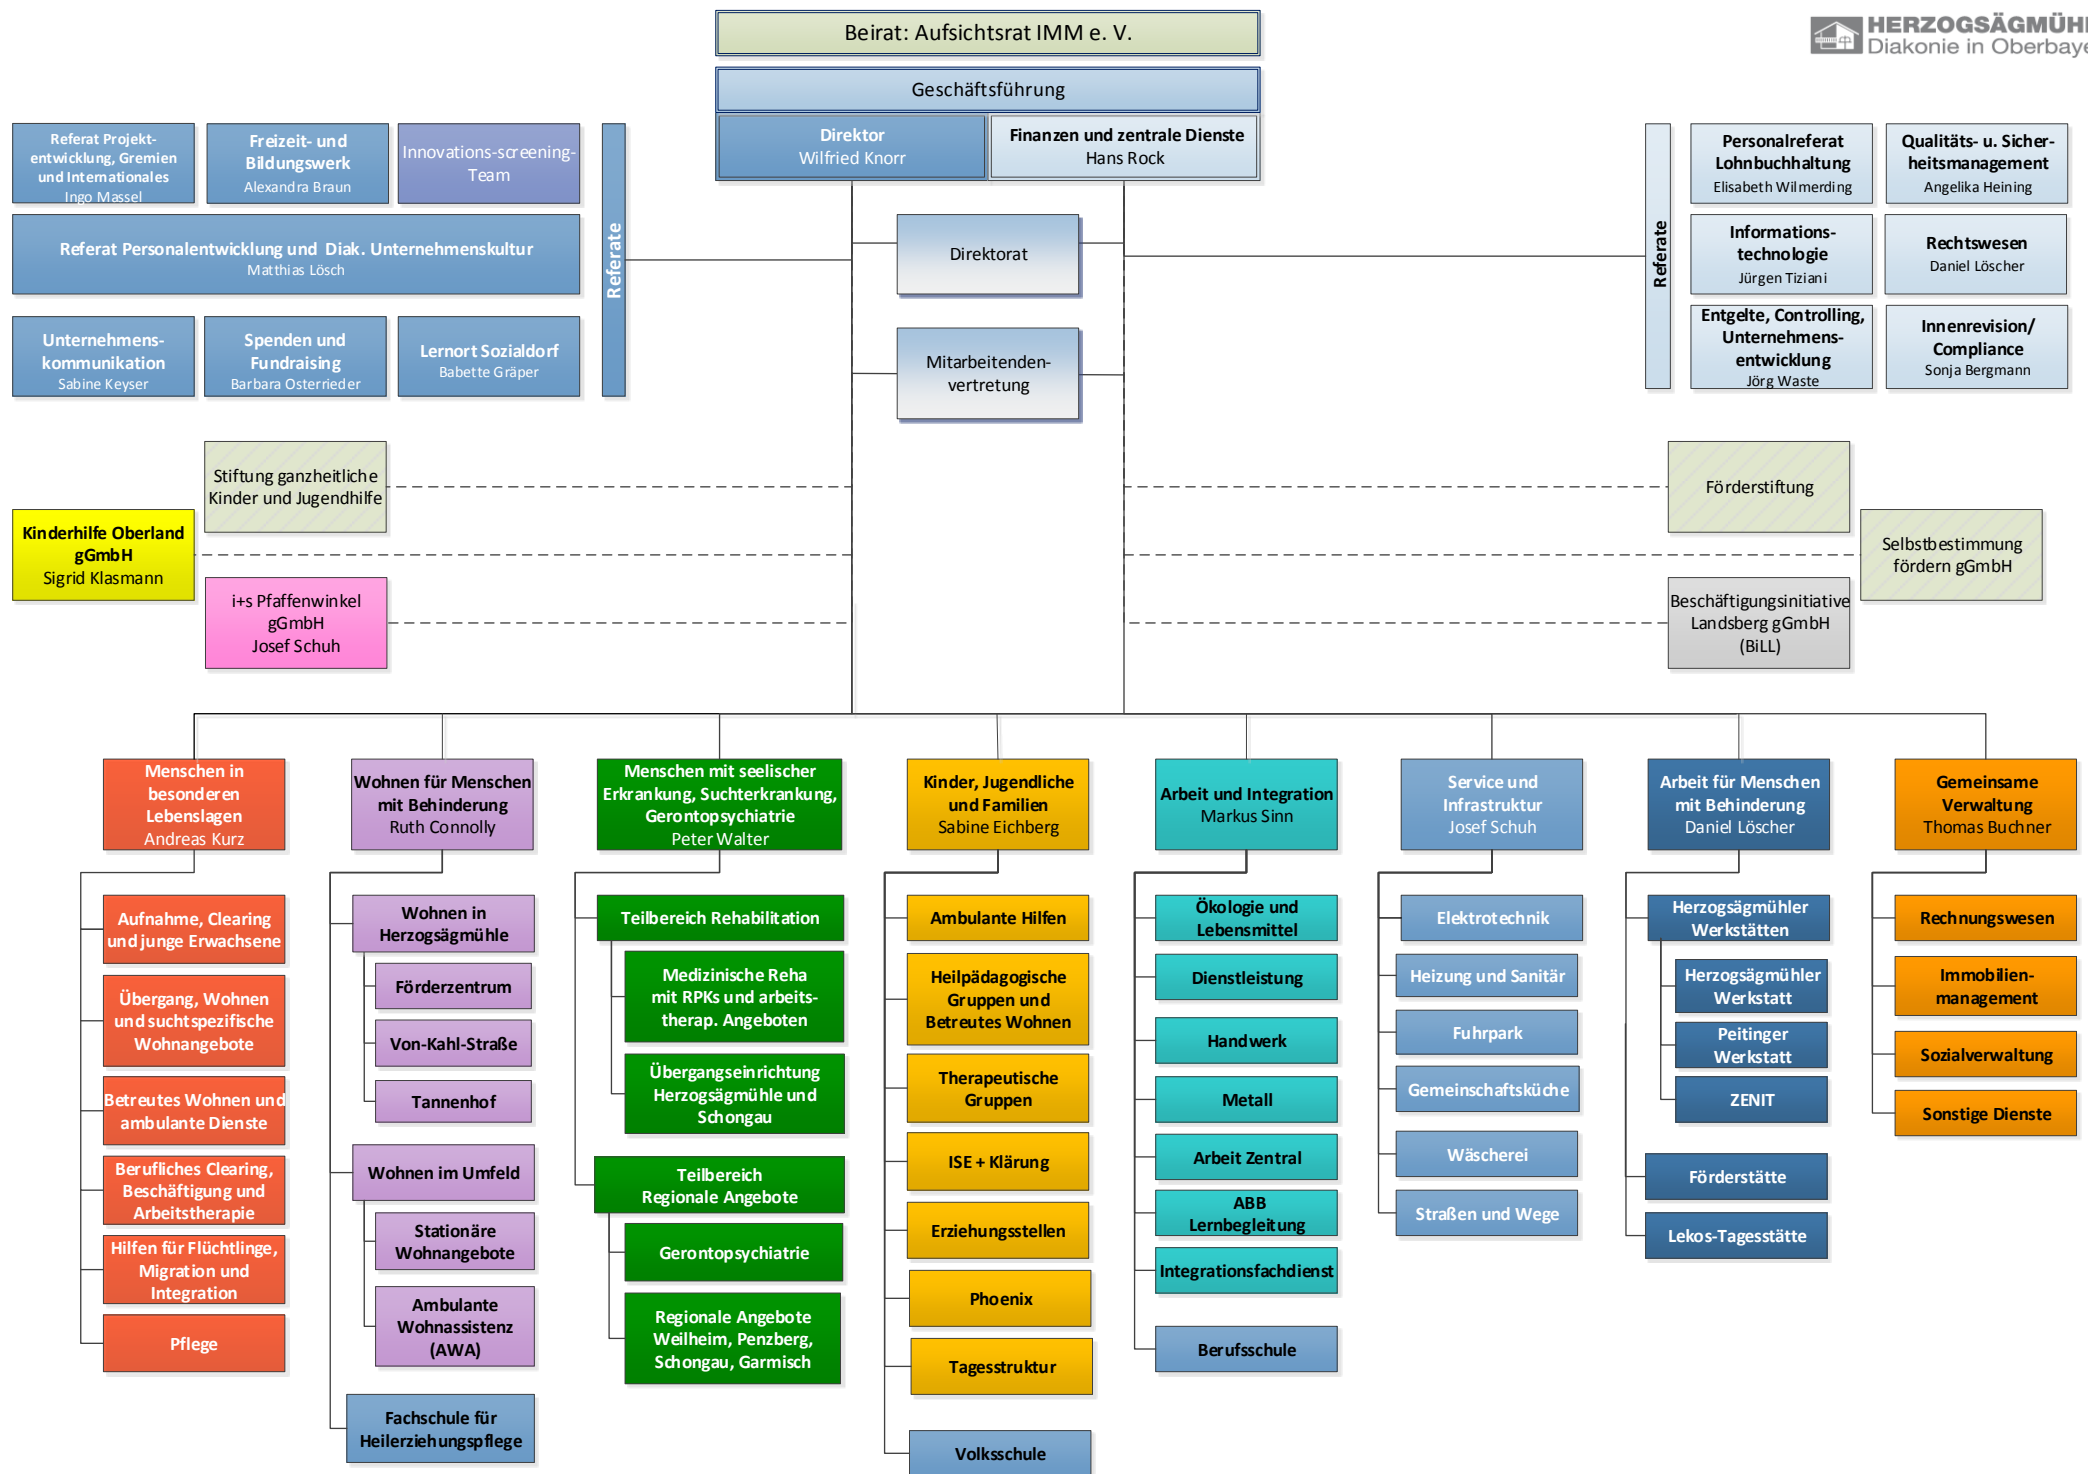 Beirat: Aufsichtsrat IMM e. V.
HERZOGSÄGMÜH
Diakonie in Oberbaye
Geschäftsführung
Direktor
Wilfried Knorr
Finanzen und zentrale Dienste
Hans Rock
Referat Projekt-
entwicklung, Gremien
und Internationales
Ingo Massel
Freizeit- und
Bildungswerk
Alexandra Braun
Innovations-screening-
Team
Referat Personalentwicklung und Diak. Unternehmenskultur
Matthias Lösch
Unternehmens-
kommunikation
Sabine Keyser
Spenden und
Fundraising
Barbara Osterrieder
Lernort Sozialdorf
Babette Gräper
Referate
Direktorat
Mitarbeitenden-
vertretung
Referate
Personalreferat
Lohnbuchhaltung
Elisabeth Wilmerding
Qualitäts- u. Sicher-
heitsmanagement
Angelika Heining
Informations-
technologie
Jürgen Tiziani
Rechtswesen
Daniel Löscher
Entgelte, Controlling,
Unternehmens-
entwicklung
Jörg Waste
Innenrevision/
Compliance
Sonja Bergmann
Stiftung ganzheitliche
Kinder und Jugendhilfe
Kinderhilfe Oberland
gGmbH
Sigrid Klasmann
i+s Pfaffenwinkel
gGmbH
Josef Schuh
Förderstiftung
Selbstbestimmung
fördern gGmbH
Beschäftigungsinitiative
Landsberg gGmbH
(BiLL)
Menschen in
besonderen
Lebenslagen
Andreas Kurz
Aufnahme, Clearing
und junge Erwachsene
Übergang, Wohnen
und suchtspezifische
Wohnangebote
Betreutes Wohnen und
ambulante Dienste
Berufliches Clearing,
Beschäftigung und
Arbeitstherapie
Hilfen für Flüchtlinge,
Migration und
Integration
Pflege
Wohnen für Menschen
mit Behinderung
Ruth Connolly
Wohnen in
Herzogsägmühle
Förderzentrum
Von-Kahl-Straße
Tannenhof
Wohnen im Umfeld
Stationäre
Wohnangebote
Ambulante
Wohnassistenz
(AWA)
Fachschule für
Heilerziehungspflege
Menschen mit seelischer
Erkrankung, Suchterkrankung,
Gerontopsychiatrie
Peter Walter
Teilbereich Rehabilitation
Medizinische Reha
mit RPKs und arbeits-
therap. Angeboten
Übergangseinrichtung
Herzogsägmühle und
Schongau
Teilbereich
Regionale Angebote
Gerontopsychiatrie
Regionale Angebote
Weilheim, Penzberg,
Schongau, Garmisch
Kinder, Jugendliche
und Familien
Sabine Eichberg
Ambulante Hilfen
Heilpädagogische
Gruppen und
Betreutes Wohnen
Therapeutische
Gruppen
ISE + Klärung
Erziehungsstellen
Phoenix
Tagesstruktur
Volksschule
Arbeit und Integration
Markus Sinn
Ökologie und
Lebensmittel
Dienstleistung
Handwerk
Metall
Arbeit Zentral
ABB
Lernbegleitung
Integrationsfachdienst
Berufsschule
Service und
Infrastruktur
Josef Schuh
Elektrotechnik
Heizung und Sanitär
Fuhrpark
Gemeinschaftsküche
Wäscherei
Straßen und Wege
Arbeit für Menschen
mit Behinderung
Daniel Löscher
Herzogsägmühler
Werkstätten
Herzogsägmühler
Werkstatt
Peitinger
Werkstatt
ZENIT
Förderstätte
Lekos-Tagesstätte
Gemeinsame
Verwaltung
Thomas Buchner
Rechnungswesen
Immobilien-
management
Sozialverwaltung
Sonstige Dienste